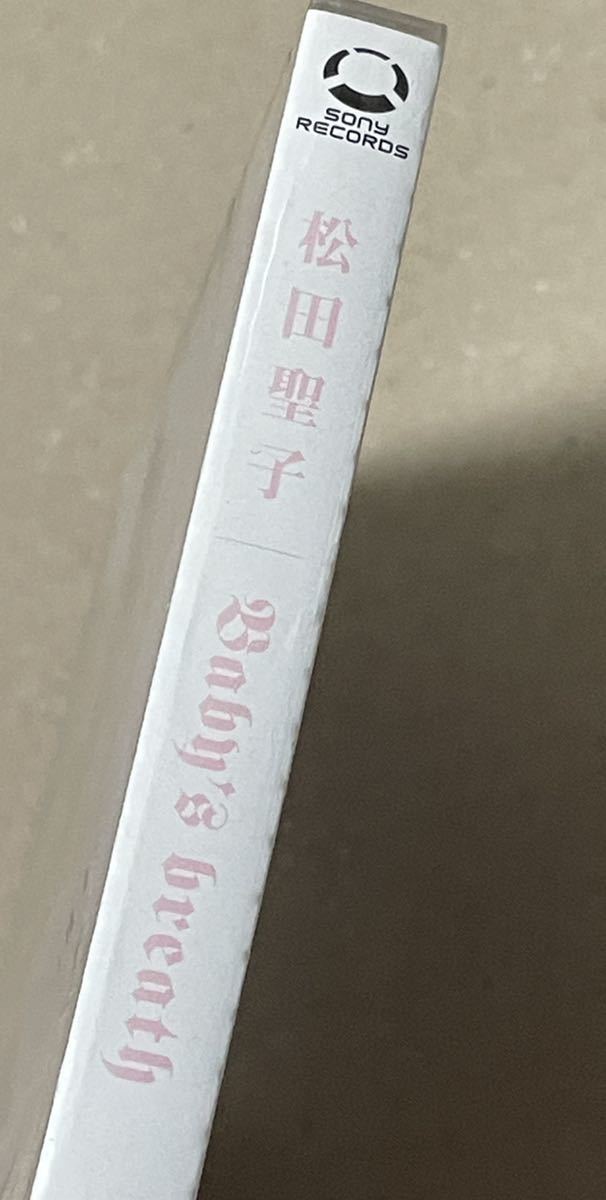 SONY
RECORDS
松田聖子
Baby's breath